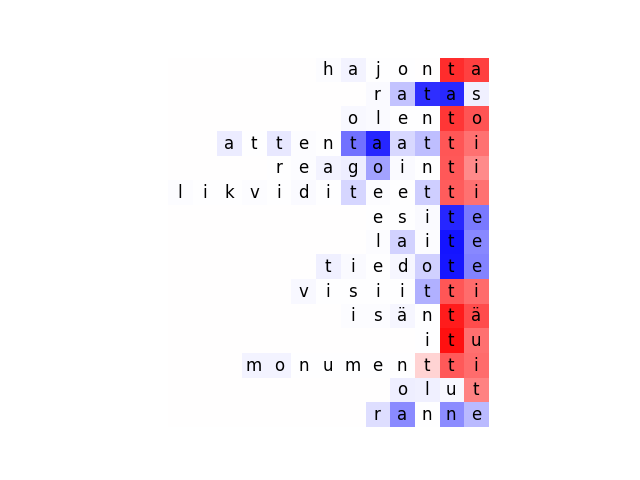 hajonta
ratas
olento
attentaatti
reagointi
likviditeetti
esite
laite
tiedote
visiitti
isäntä
itu
monumentti
olut
ranne